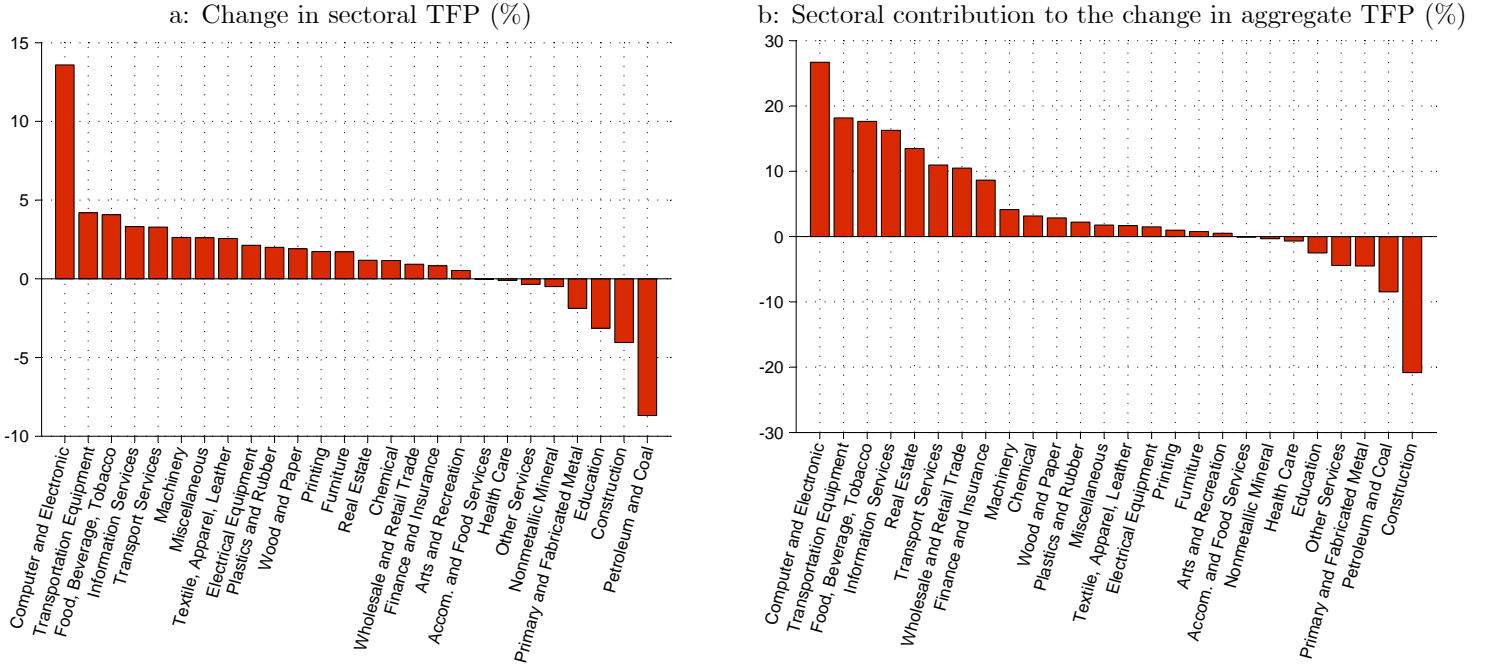 a: Change in sectoral TFP (%)
15
10
5
0
-5
-10
Computer and Electronic
Transportation Equipment
Food, Beverage, Tobacco
Information Services
Transport Services
Machinery
Miscellaneous
Textile, Apparel, Leather
Electrical Equipment
Plastics and Rubber
Wood and Paper
Printing
Furniture
Real Estate
Chemical
Wholesale and Retail Trade
Finance and Insurance
Arts and Recreation
Accom. and Food Services
Health Care
Other Services
Nonmetallic Mineral
Primary and Fabricated Metal
Education
Construction
Petroleum and Coal
b: Sectoral contribution to the change in aggregate TFP (%)
30
20
10
0
-10
-20
-30
Computer and Electronic
Transportation Equipment
Food, Beverage, Tobacco
Information Services
Real Estate
Transport Services
Wholesale and Retail Trade
Finance and Insurance
Machinery
Chemical
Wood and Paper
Plastics and Rubber
Miscellaneous
Textile, Apparel, Leather
Electrical Equipment
Printing
Furniture
Arts and Recreation
Accom. and Food Services
Nonmetallic Mineral
Health Care
Education
Other Services
Primary and Fabricated Metal
Petroleum and Coal
Construction